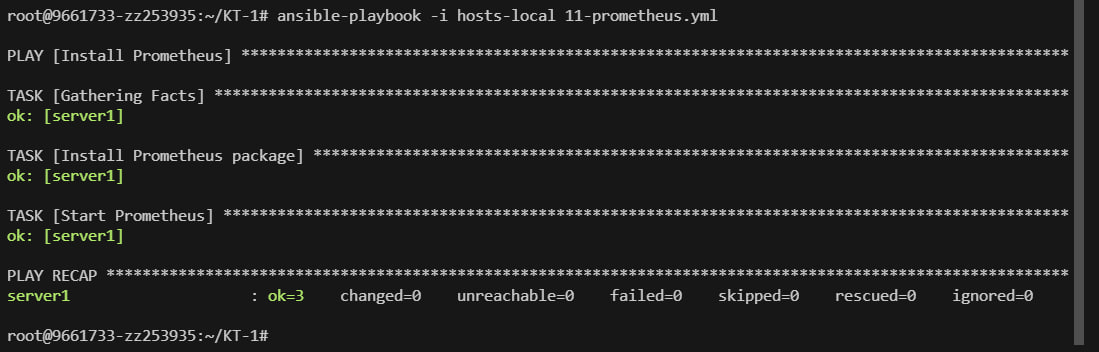 root@9661733-zz253935:~/KT-1# ansible-playbook -i hosts-local 11-prometheus.yml
PLAY [Install Prometheus] ********************************************************************************************
TASK [Gathering Facts] ***********************************************************************************************
ok: [server1]
TASK [Install Prometheus package] ************************************************************************************
ok: [server1]
TASK [Start Prometheus] **********************************************************************************************
ok: [server1]
PLAY RECAP ***********************************************************************************************************
server1                    : ok=3    changed=0    unreachable=0    failed=0    skipped=0    rescued=0    ignored=0
root@9661733-zz253935:~/KT-1#